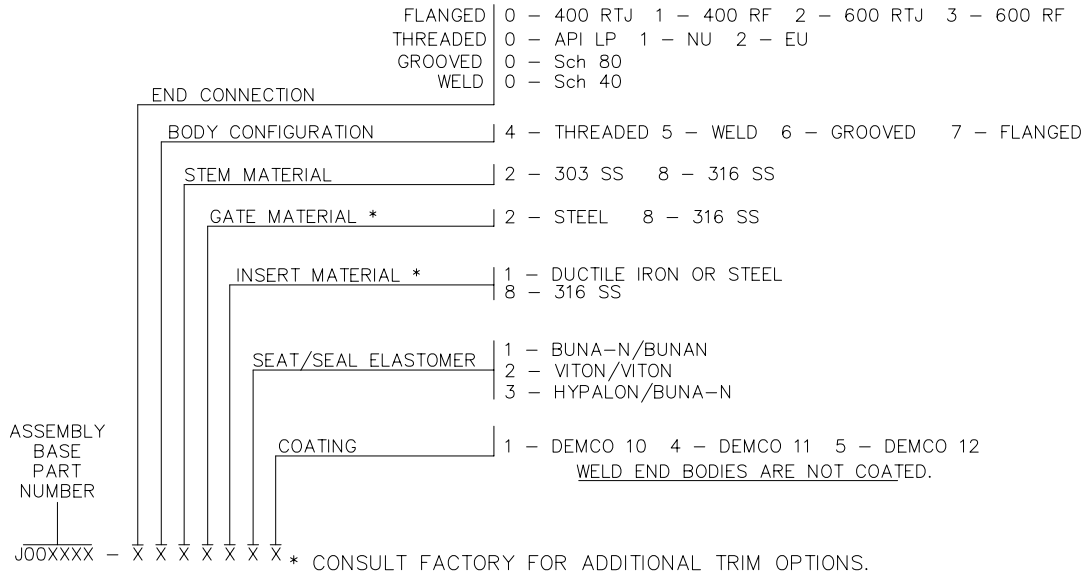 FLANGED 0 – 400 RTJ 1 – 400 RF 2 – 600 RTJ 3 – 600 RF
THREADED 0 – API LP 1 – NU 2 – EU
GROOVED 0 – Sch 80
WELD 0 – Sch 40
END CONNECTION
BODY CONFIGURATION 4 – THREADED 5 – WELD 6 – GROOVED 7 – FLANGED
STEM MATERIAL 2 – 303 SS 8 – 316 SS
GATE MATERIAL * 2 – STEEL 8 – 316 SS
INSERT MATERIAL * 1 – DUCTILE IRON OR STEEL
8 – 316 SS
1 – BUNA–N/BUNAN
SEAT/SEAL ELASTOMER 2 – VITON/VITON
3 – HYPALON/BUNA–N
COATING 1 – DEMCO 10 4 – DEMCO 11 5 – DEMCO 12
WELD END BODIES ARE NOT COATED.
ASSEMBLY
BASE
PART
NUMBER
J00XXXX – X X X X X X X * CONSULT FACTORY FOR ADDITIONAL TRIM OPTIONS.